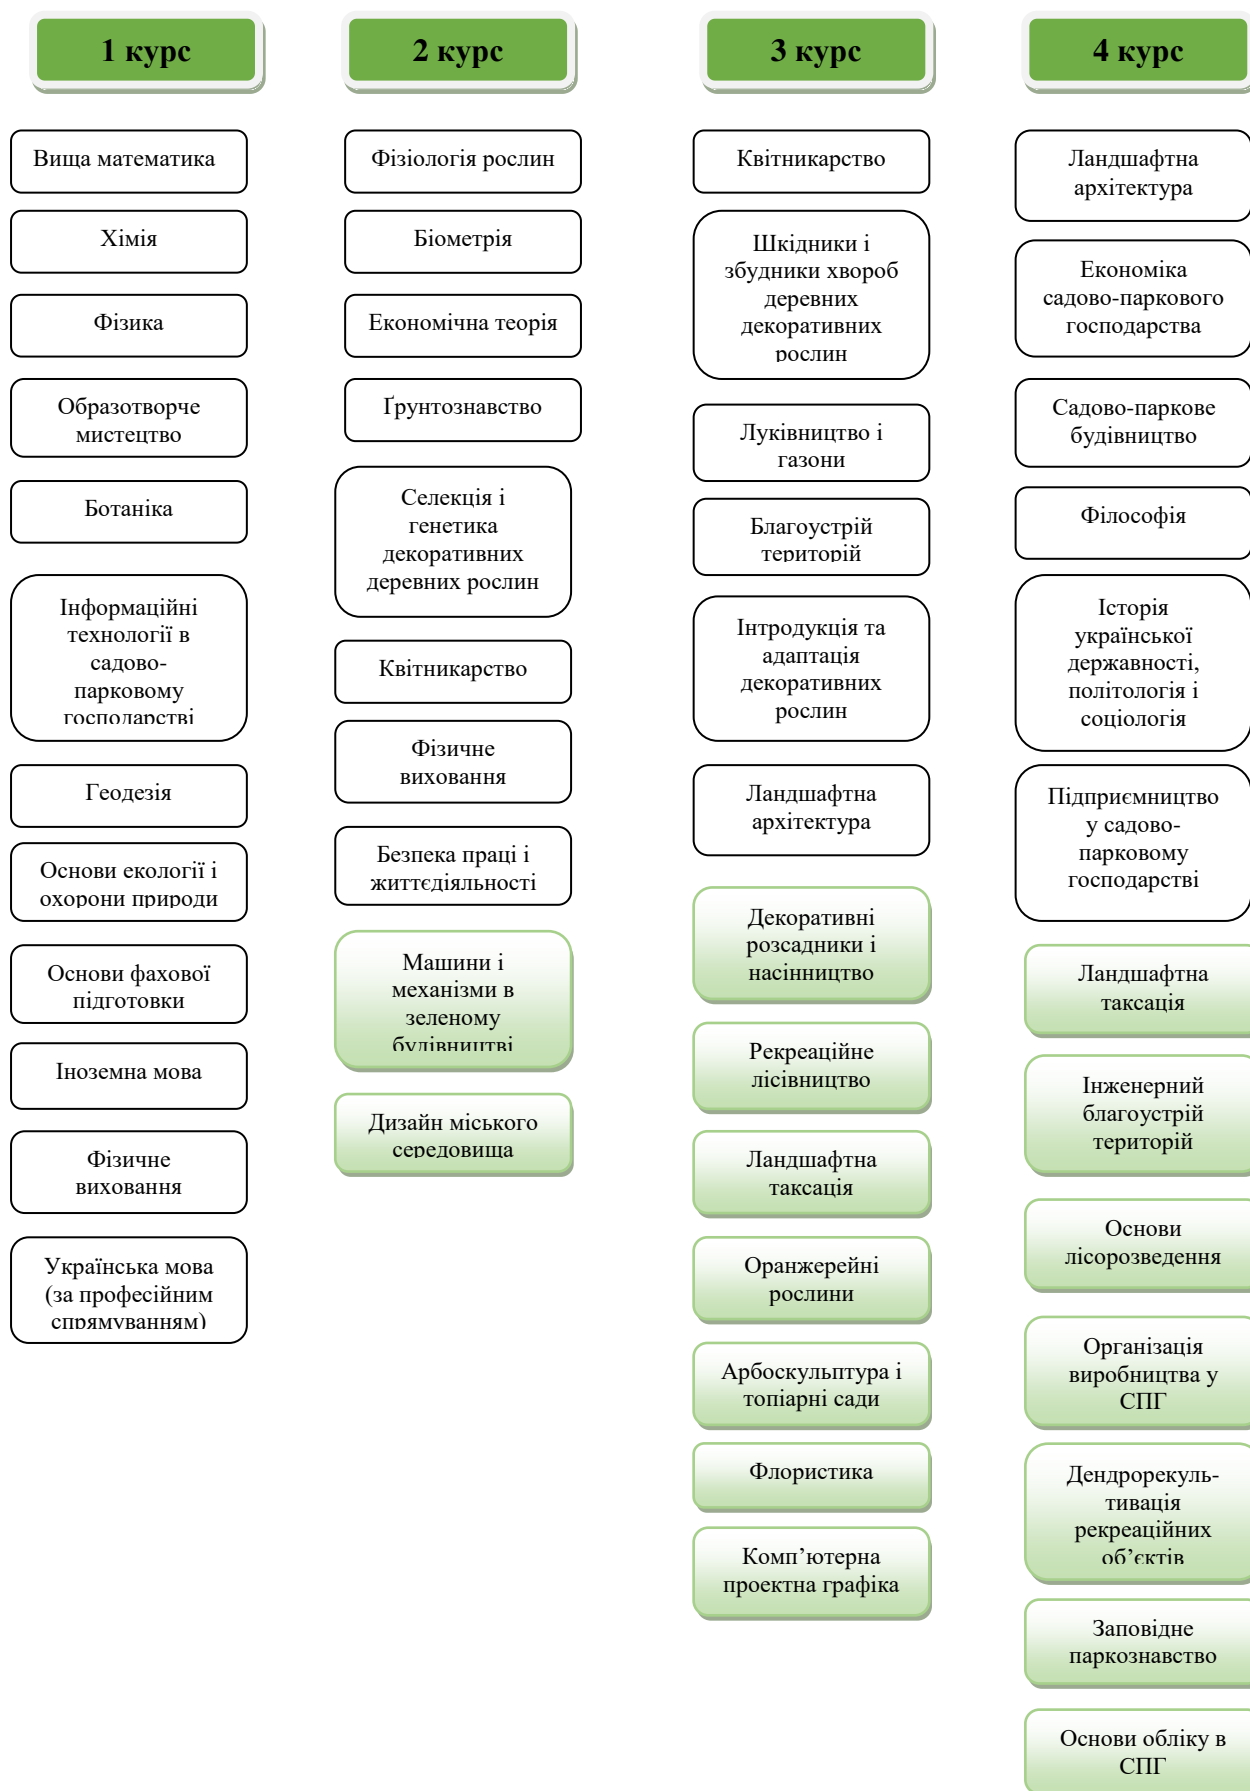 1 курс
Вища математика
Хімія
Фізика
Образотворче
мистецтво
Ботаніка
Інформаційні
технології в
садово-
парковому
господарстві
Геодезія
Основи екології і
охорони природи
Основи фахової
підготовки
Іноземна мова
Фізичне
виховання
Українська мова
(за професійним
спрямуванням)
2 курс
Фізіологія рослин
Біометрія
Економічна теорія
Ґрунтознавство
Селекція і
генетика
декоративних
деревних рослин
Квітникарство
Фізичне
виховання
Безпека праці і
життєдіяльності
Машини і
механізми в
зеленому
будівництві
Дизайн міського
середовища
3 курс
Квітникарство
Шкідники і
збудники хвороб
деревних
декоративних
рослин
Луківництво і
газони
Благоустрій
територій
Інтродукція та
адаптація
декоративних
рослин
Ландшафтна
архітектура
Декоративні
розсадники і
насінництво
Рекреаційне
лісівництво
Ландшафтна
таксація
Оранжерейні
рослини
Арбоскульптура і
топіарні сади
Флористика
Комп’ютерна
проектна графіка
4 курс
Ландшафтна
архітектура
Економіка
садово-паркового
господарства
Садово-паркове
будівництво
Філософія
Історія
української
державності,
політологія і
соціологія
Підприємництво
у садово-
парковому
господарстві
Ландшафтна
таксація
Інженерний
благоустрій
територій
Основи
лісорозведення
Організація
виробництва у
СПГ
Дендрорекуль-
тивація
рекреаційних
об’єктів
Заповідне
паркознавство
Основи обліку в
СПГ